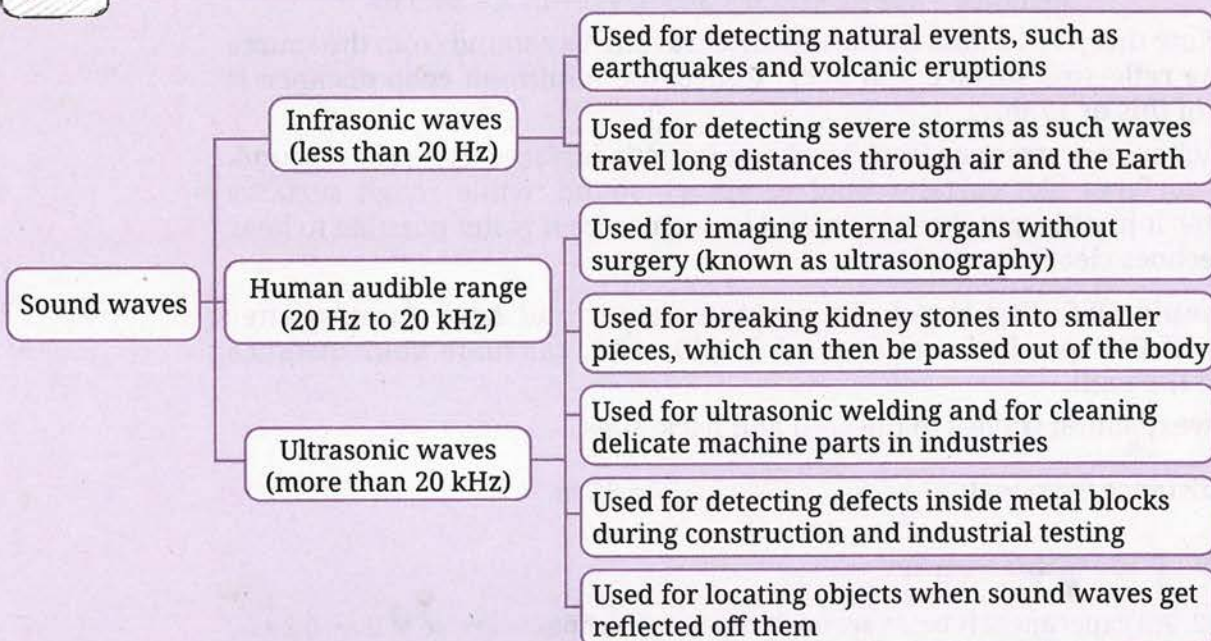 Used for detecting natural events, such as
earthquakes and volcanic eruptions
Infrasonic waves
(less than 20 Hz)
Used for detecting severe storms as such waves
travel long distances through air and the Earth
Used for imaging internal organs without
surgery (known as ultrasonography)
Sound waves
Human audible range
(20 Hz to 20 kHz)
Used for breaking kidney stones into smaller
pieces, which can then be passed out of the body
Used for ultrasonic welding and for cleaning
delicate machine parts in industries
Ultrasonic waves
(more than 20 kHz)
Used for detecting defects inside metal blocks
during construction and industrial testing
Used for locating objects when sound waves get
reflected off them